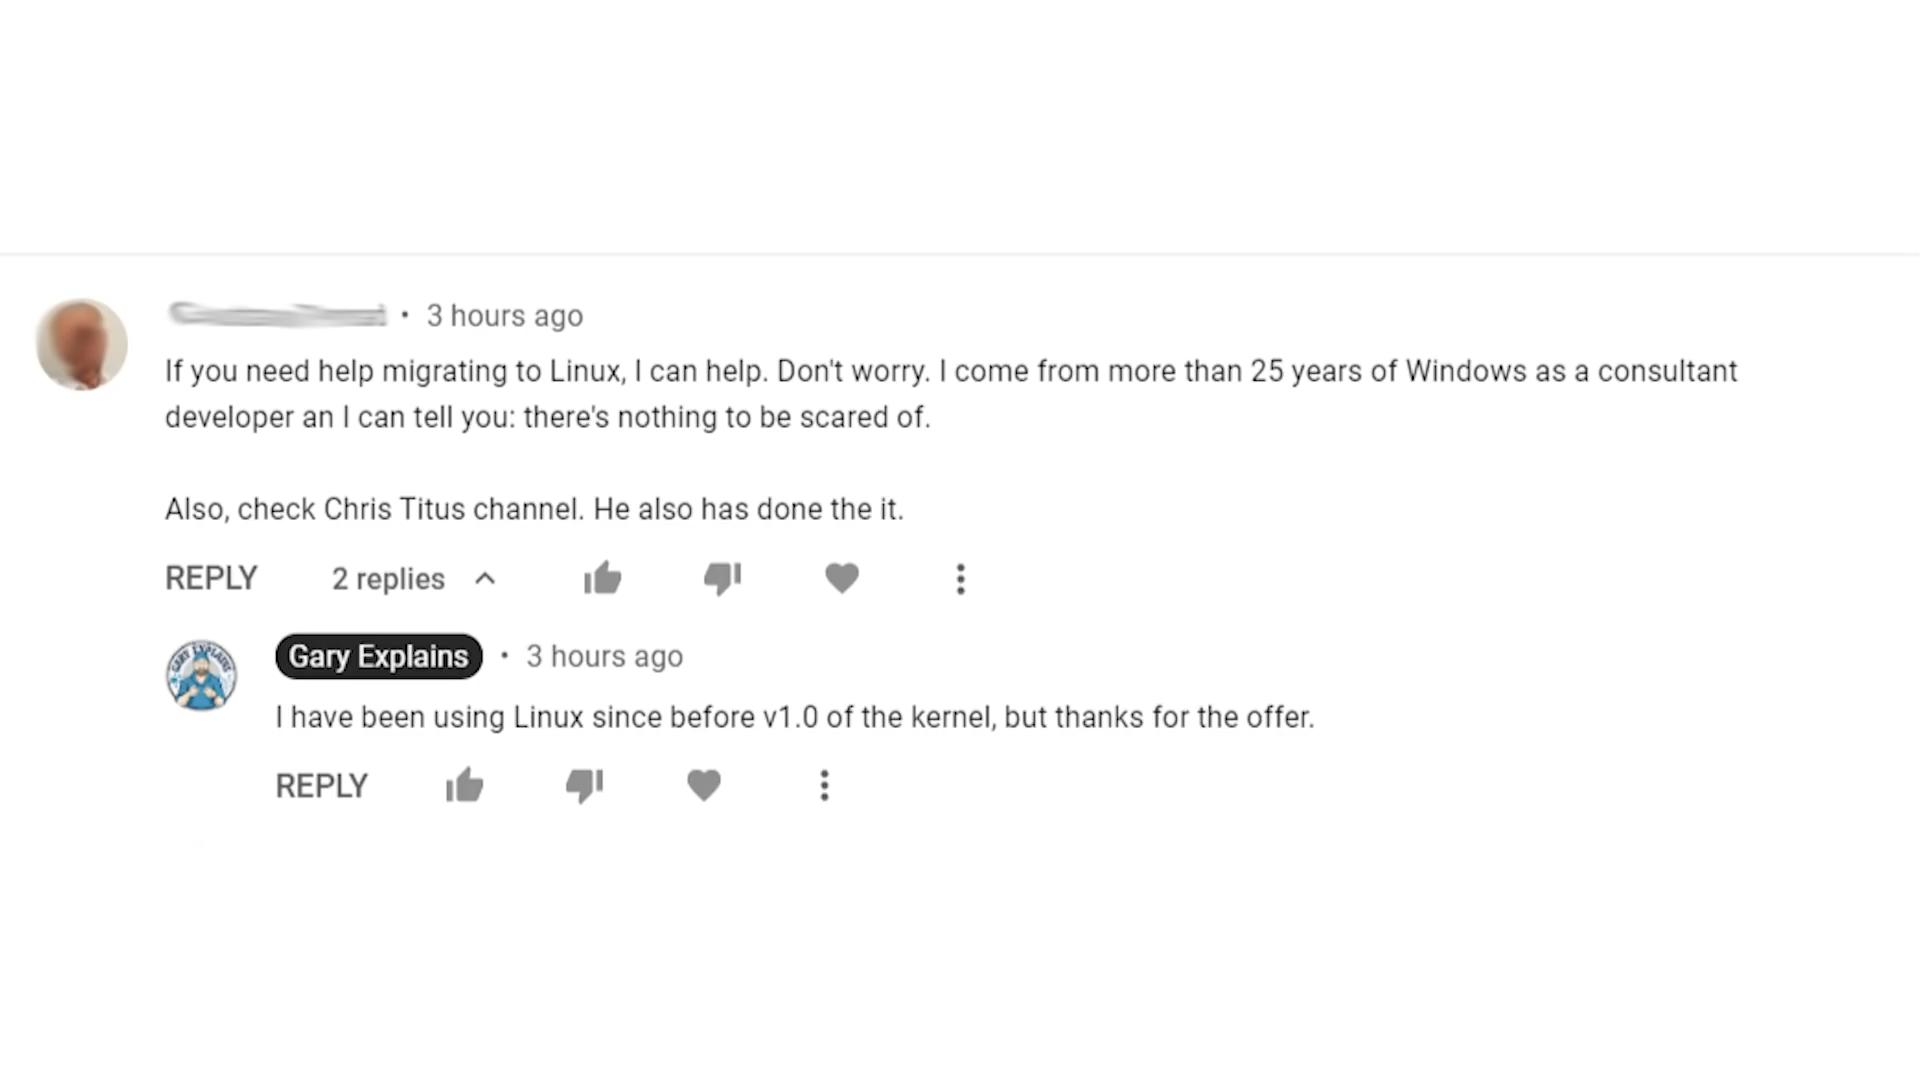 • 3 hours ago
If you need help migrating to Linux, I can help. Don't worry. I come from more than 25 years of Windows as a consultant
developer an I can tell you: there's nothing to be scared of.
Also, check Chris Titus channel. He also has done the it.
REPLY 2 replies
Gary Explains • 3 hours ago
I have been using Linux since before v1.0 of the kernel, but thanks for the offer.
REPLY